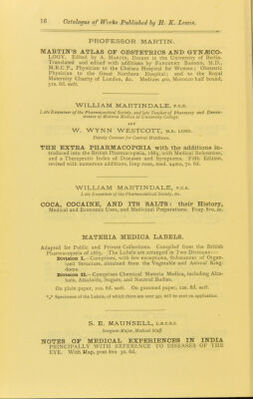 16 Catalogue of Works Published by H. K. Lewis.
PROFESSOR MARTIN.
MARTIN'S ATLAS OF OBSTETRICS AND GYNÆCO-
LOGY. Edited by A. Martin, Docent in the University of Berlin.
Translated and edited with additions by Fancourt Barnes, M.D.,
M.R.C.P., Physician to the Chelsea Hospital for Women; Obstetric
Physician to the Great Northern Hospital; and to the Royal
Maternity Charity of London, &c. Medium 4to, Morocco half bound,
31s. 6d. nett.
WILLIAM MARTINDALE, F.C.S.
Late Examiner of the Pharmaceutical Society, and late Teacher of Pharmacy and Demon-
strator of Materia Medica at University College.
and
W. WYNN WESTCOTT, M.B. LOND.
Deputy Coroner for Central Middlesex.
THE EXTRA PHARMACOPŒIA with the additions in-
troduced into the British Pharmacopœia, 1885, with Medical References,
and a Therapeutic Index of Diseases and Symptoms. Fifth Edition,
revised with numerous additions, limp roan, med. 24mo, 7s. 6d.
WILLIAM MARTINDALE, F.C.S.
Late Examiner of the Pharmaceutical Society, &c.
COCA, COCAINE, AND ITS SALTS: their History,
Medical and Economic Uses, and Medicinal Preparations. Fcap 8vo, 2s.
MATERIA MEDICA LABELS.
Adapted for Public and Private Collections. Compiled from the British
Pharmacopœia of 1885. The Labels are arranged in Two Divisions:—
Division I.—Comprises, with few exceptions, Substances of Organ-
ized Structure, obtained from the Vegetable and Animal King-
doms.
Division II.—Comprises Chemical Materia Medica, including Alco-
hols, Alkaloids, Sugars, and Neutral Bodies.
On plain paper, 10s. 6d. nett. On gummed paper, 12s. 6d. nett.
*** Specimens of the Labels, of which there are over 450, will be sent on application.
S. E. MAUNSELL, L.R.C.S.I.
Surgeon-Major, Medical Staff.
NOTES OF MEDICAL EXPERIENCES IN INDIA
PRINCIPALLY WITH REFERENCE TO DISEASES OF THE
EYE. With Map, post 8vo 3s. 6d.